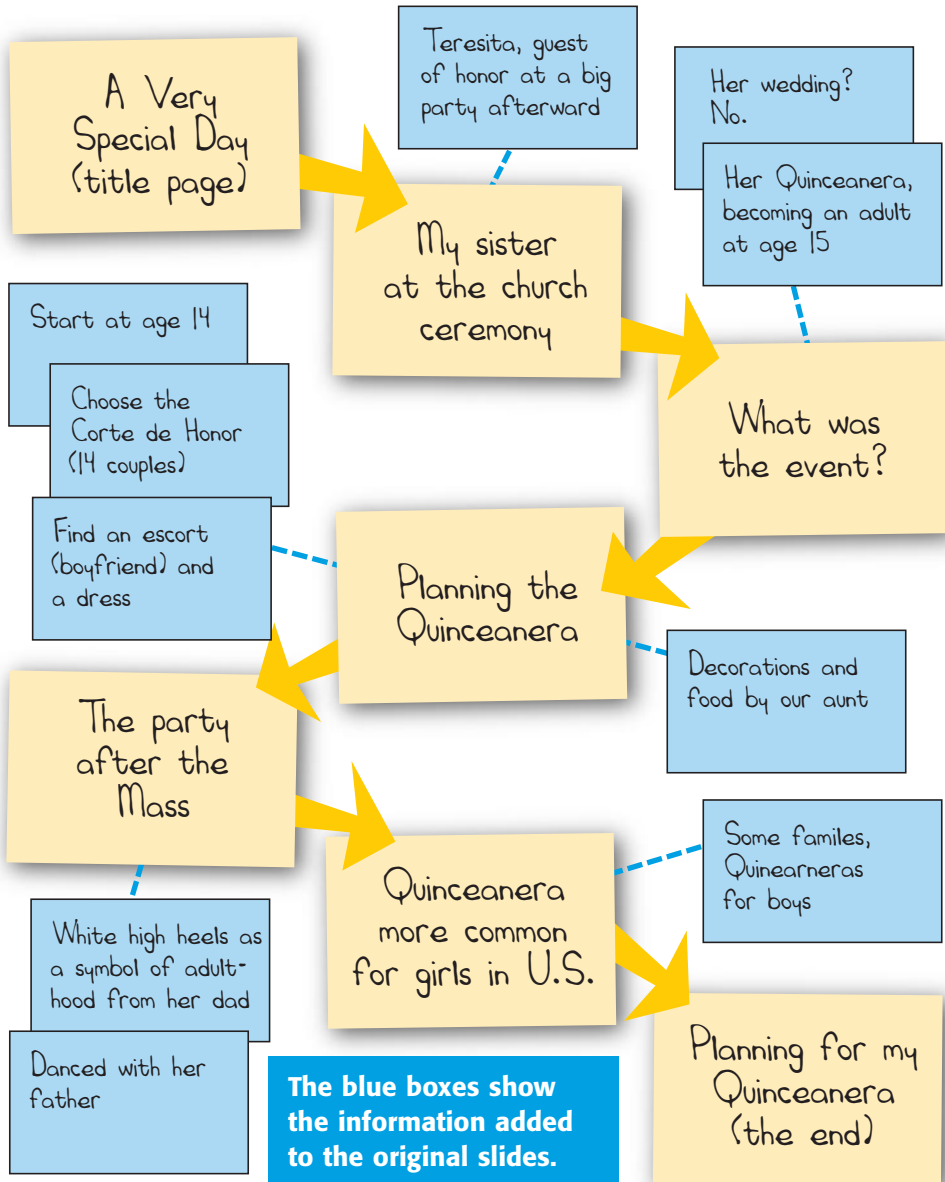 A Very
Special Day
(title page)
Teresita, guest
of honor at a big
party afterward
My sister
at the church
ceremony
Her wedding?
No.
Her Quinceanera,
becoming an adult
at age 15
What was
the event?
Start at age 14
Choose the
Corte de Honor
(14 couples)
Find an escort
(boyfriend) and
a dress
Planning the
Quinceanera
Decorations and
food by our aunt
The party
after the
Mass
White high heels as
a symbol of adult-
hood from her dad
Danced with her
father
Quinceanera
more common
for girls in U.S.
Some familes,
Quinearneras
for boys
Planning for my
Quinceanera
(the end)
The blue boxes show
the information added
to the original slides.